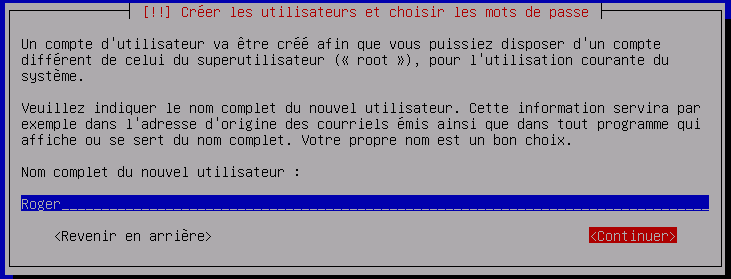 [!!] Créer les utilisateurs et choisir les mots de passe
Un compte d'utilisateur va être créé afin que vous puissiez disposer d'un compte
différent de celui du superutilisateur (« root »), pour l'utilisation courante du
système.
Veuillez indiquer le nom complet du nouvel utilisateur. Cette information servira par
exemple dans l'adresse d'origine des courriels émis ainsi que dans tout programme qui
affiche ou se sert du nom complet. Votre propre nom est un bon choix.
Nom complet du nouvel utilisateur :
Roger
<Revenir en arrière> <Continuer>